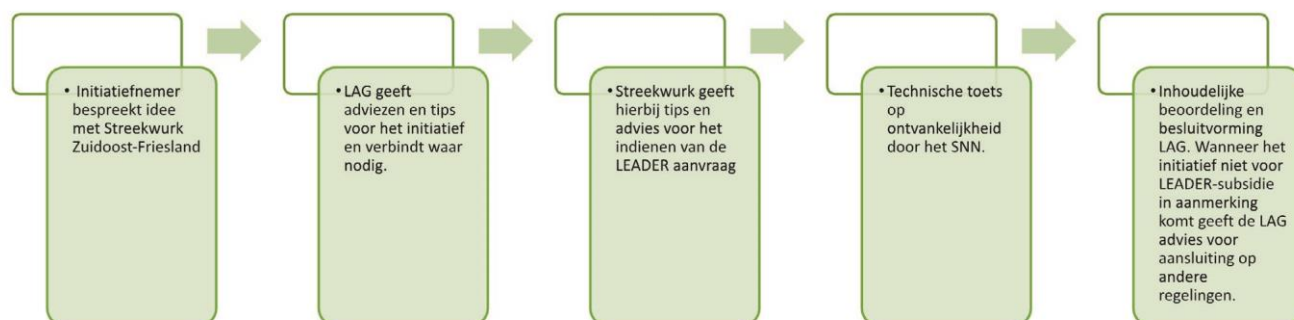 • Initiatiefnemer
bespreekt idee
met Streekwurk
Zuidoost-Friesland
• LAG geeft
adviezen en tips
voor het initiatief
en verbindt waar
nodig.
• Streekwurk geeft
hierbij tips en
advies voor het
indienen van de
LEADER aanvraag
• Technische toets
op
ontvankelijkheid
door het SNN.
• Inhoudelijke
beoordeling en
besluitvorming
LAG. Wanneer het
initiatief niet voor
LEADER-subsidie
in aanmerking
komt geeft de LAG
advies voor
aansluiting op
andere
regelingen.